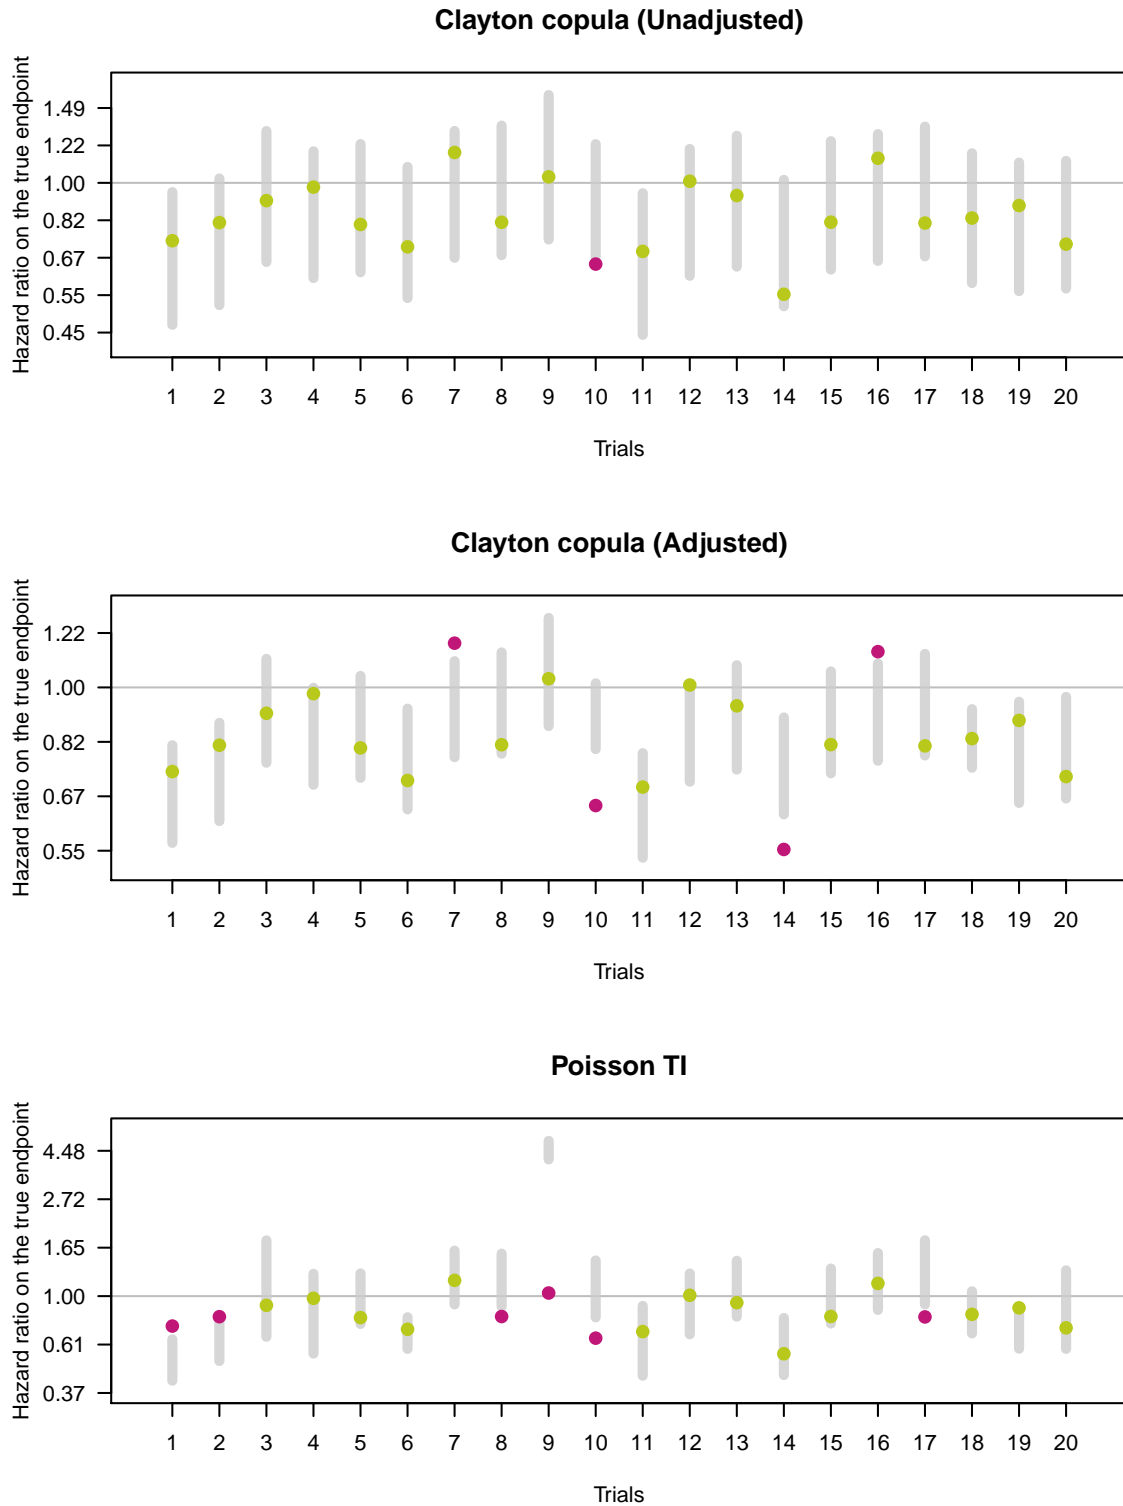 Clayton copula (Unadjusted)
Hazard ratio on the true endpoint
1.49
1.22
1.00
0.82
0.67
0.55
0.45
1 2 3 4 5 6 7 8 9 10 11 12 13 14 15 16 17 18 19 20
Trials
Clayton copula (Adjusted)
Hazard ratio on the true endpoint
1.22
1.00
0.82
0.67
0.55
1 2 3 4 5 6 7 8 9 10 11 12 13 14 15 16 17 18 19 20
Trials
Poisson TI
Hazard ratio on the true endpoint
4.48
2.72
1.65
1.00
0.61
0.37
1 2 3 4 5 6 7 8 9 10 11 12 13 14 15 16 17 18 19 20
Trials